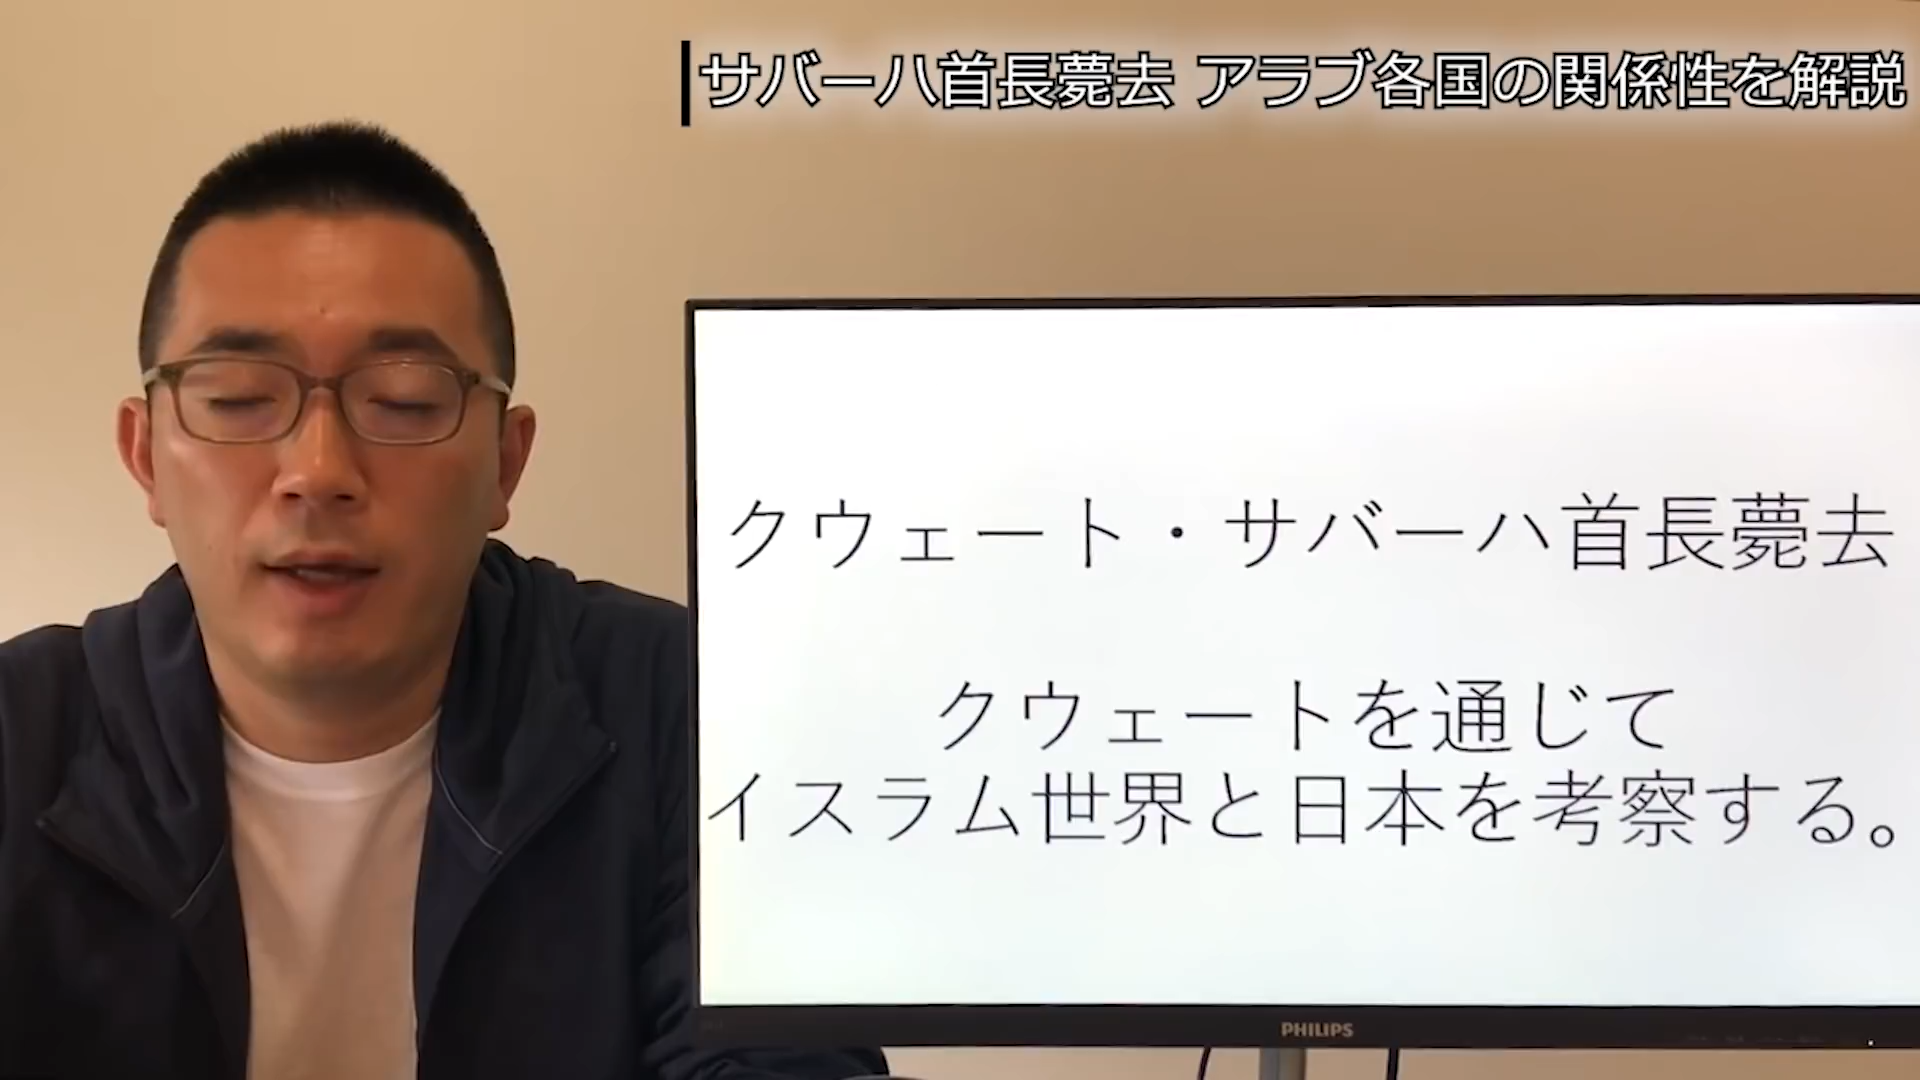 サバーハ首長薨去 アラブ各国の関係性を解説
クウェート・サバーハ首長薨去
クウェートを通じて
イスラム世界と日本を考察する。
PHILIPS